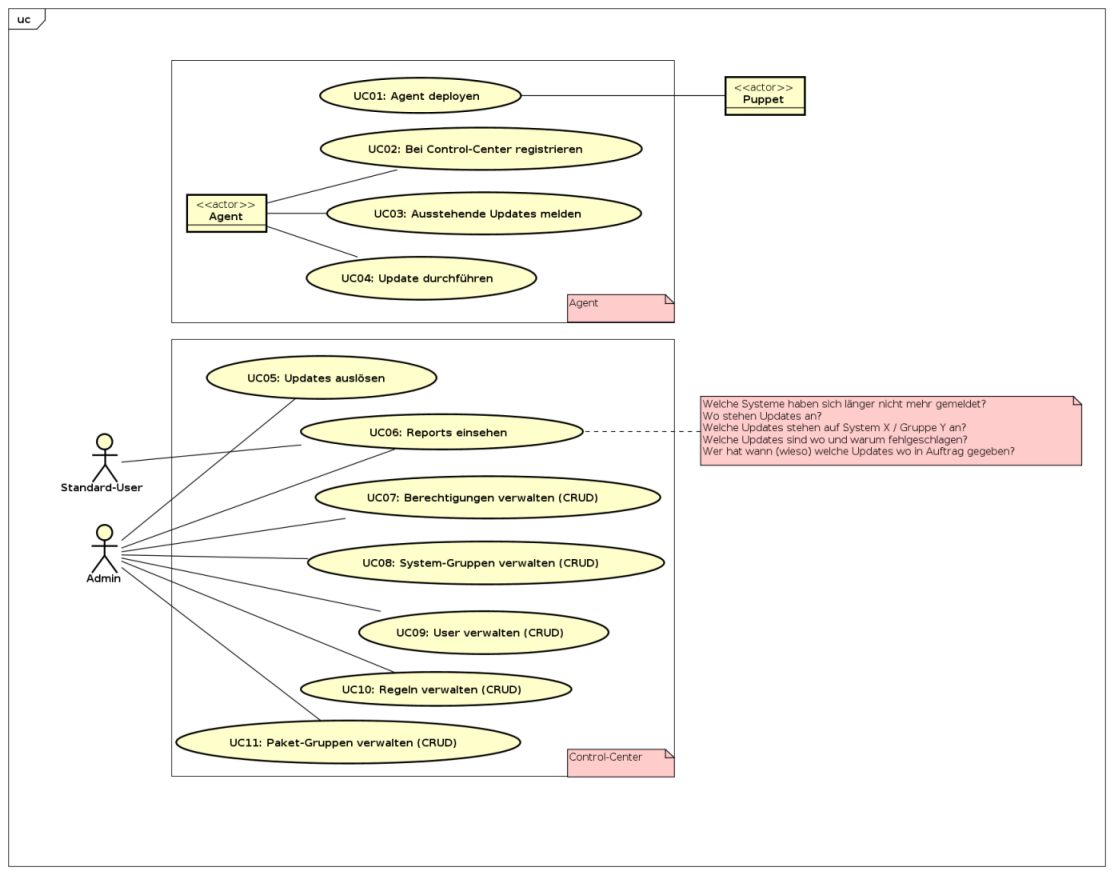 uc
UC01: Agent deployen
<<actor>>
Puppet
UC02: Bei Control-Center registrieren
<<actor>>
Agent
UC03: Ausstehende Updates melden
UC04: Update durchführen
Agent
UC05: Updates auslösen
UC06: Reports einsehen
Welche Systeme haben sich länger nicht mehr gemeldet?
Wo stehen Updates an?
Welche Updates stehen auf System X / Gruppe Y an?
Welche Updates sind wo und warum fehlgeschlagen?
Wer hat wann (wieso) welche Updates wo in Auftrag gegeben?
Standard-User
UC07: Berechtigungen verwalten (CRUD)
UC08: System-Gruppen verwalten (CRUD)
Admin
UC09: User verwalten (CRUD)
UC10: Regeln verwalten (CRUD)
UC11: Paket-Gruppen verwalten (CRUD)
Control-Center